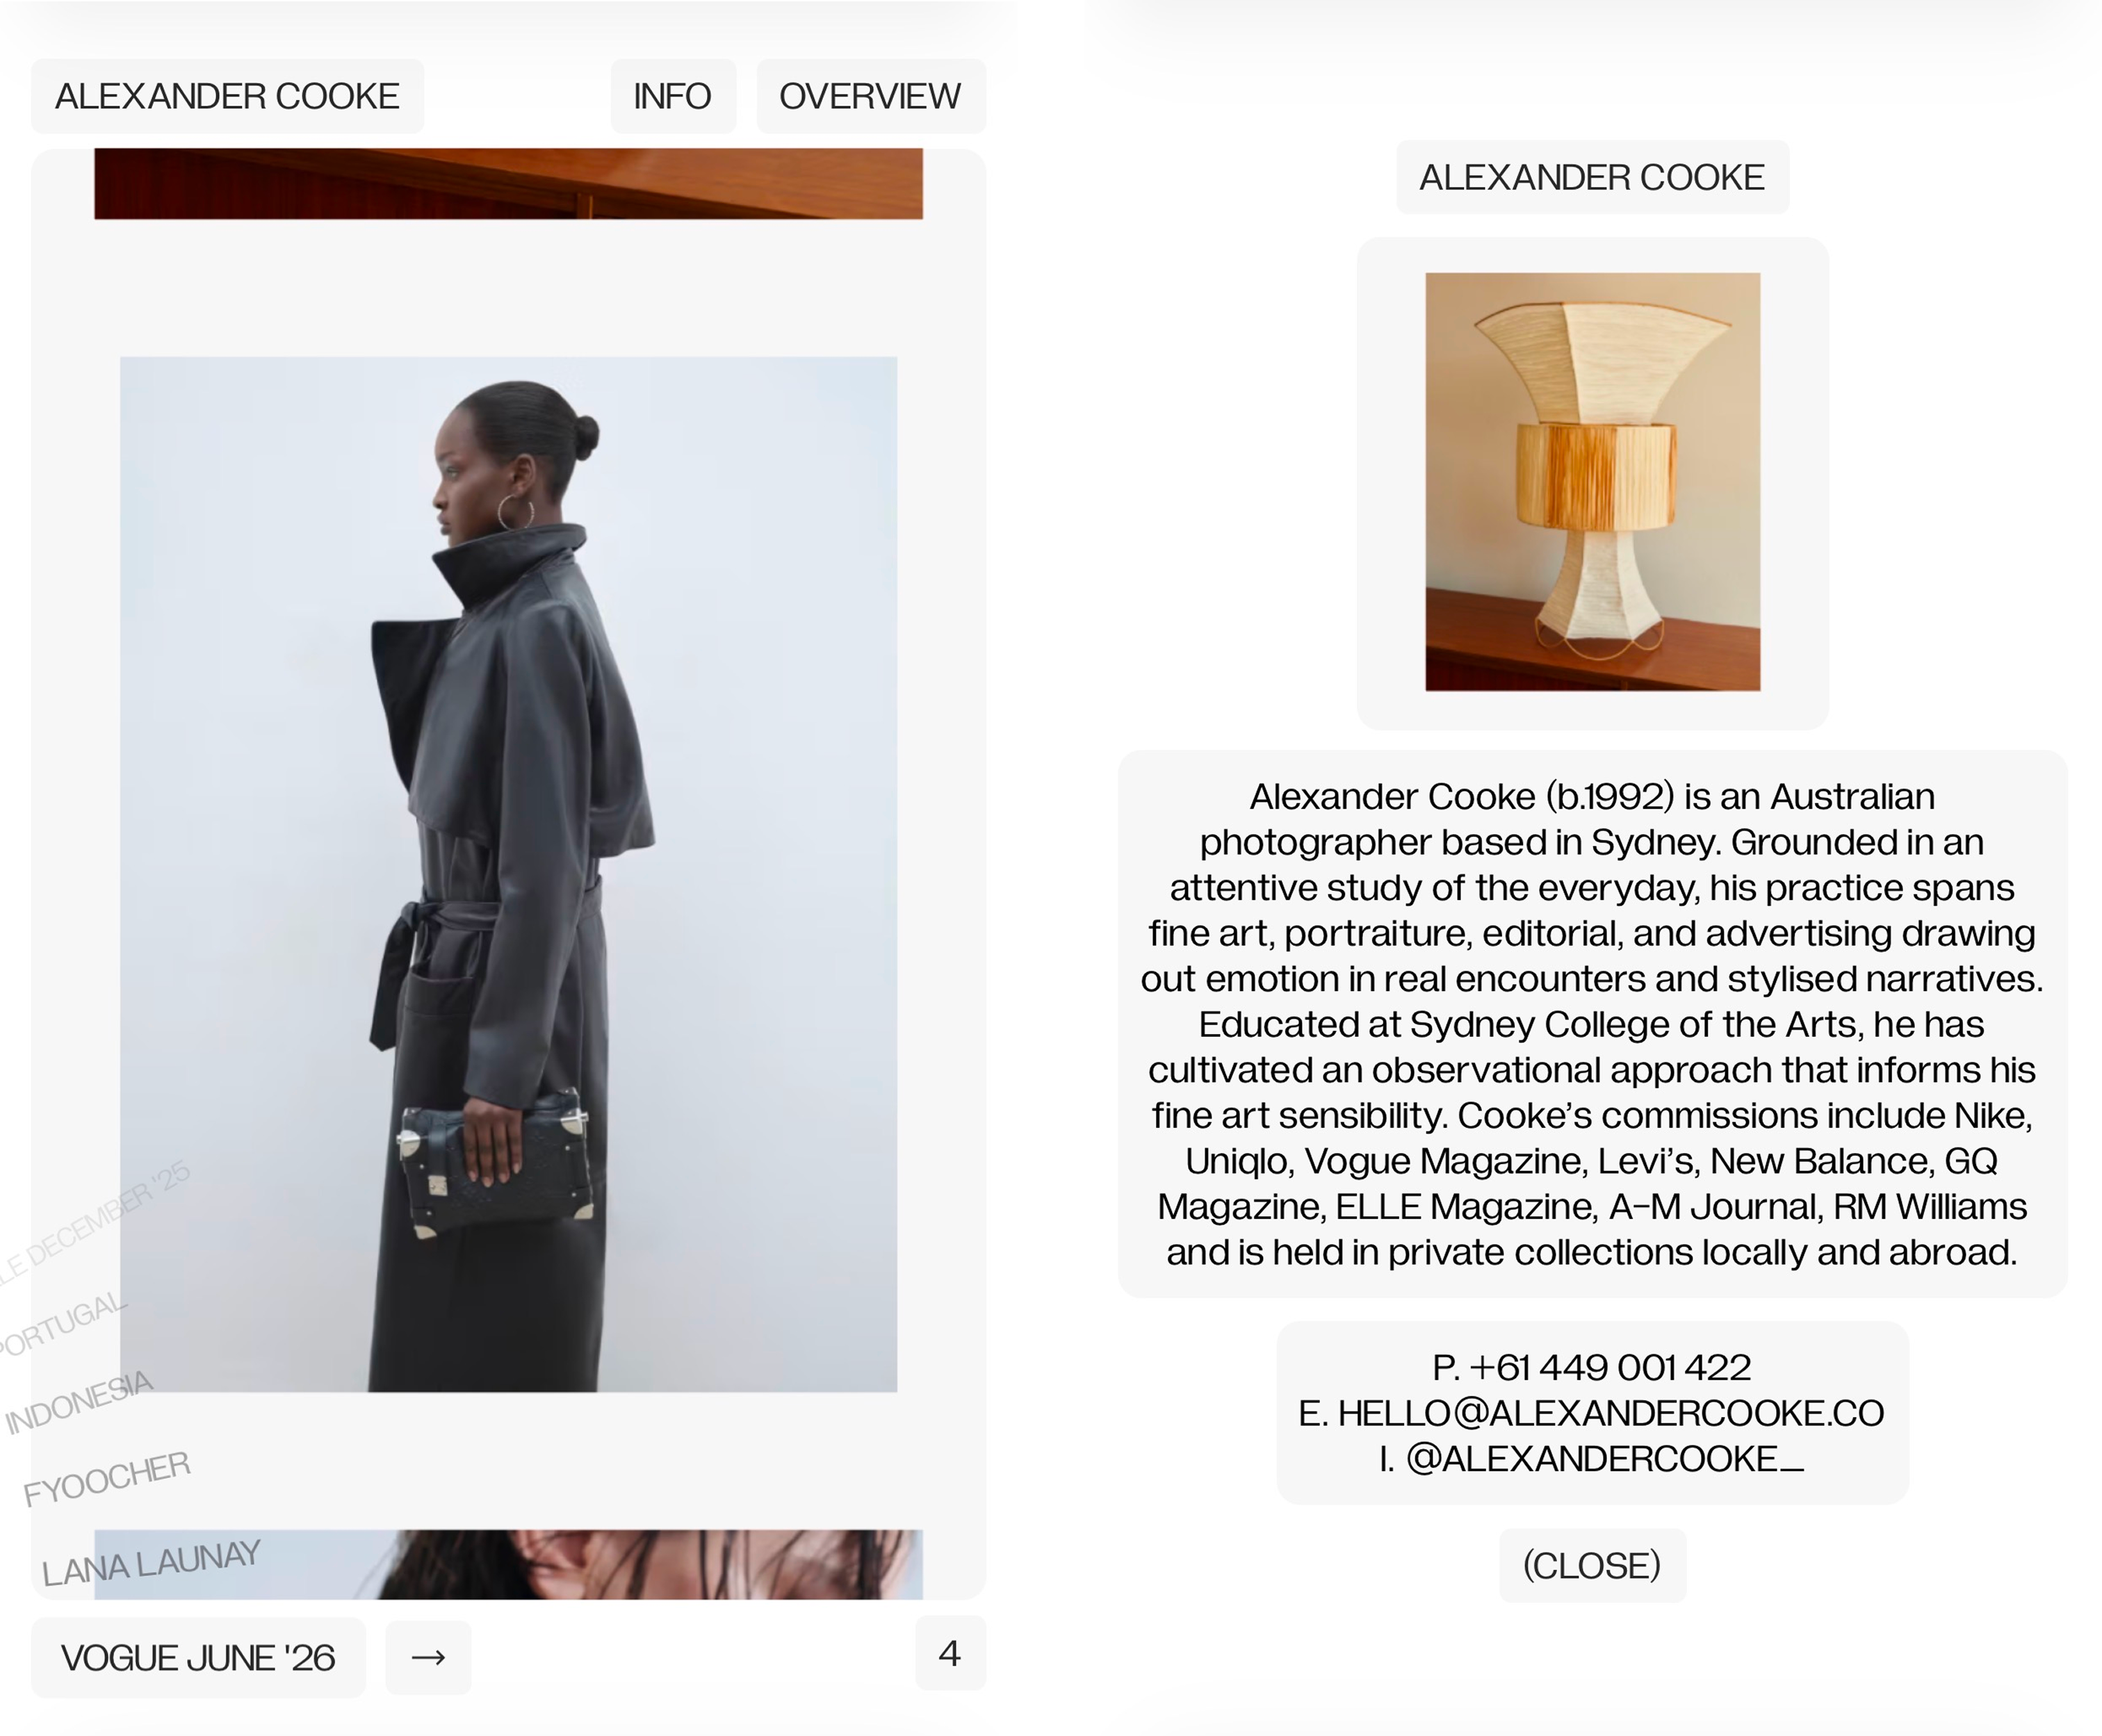 ALEXANDER COOKE
INFO
OVERVIEW
DECEMBER '25
PORTUGAL
INDONESIA
FYOOCHER
LANA LAUNAY
VOGUE JUNE '26
→
4
ALEXANDER COOKE
Alexander Cooke (b.1992) is an Australian
photographer based in Sydney. Grounded in an
attentive study of the everyday, his practice spans
fine art, portraiture, editorial, and advertising drawing
out emotion in real encounters and stylised narratives.
Educated at Sydney College of the Arts, he has
cultivated an observational approach that informs his
fine art sensibility. Cooke’s commissions include Nike,
Uniqlo, Vogue Magazine, Levi’s, New Balance, GQ
Magazine, ELLE Magazine, A–M Journal, RM Williams
and is held in private collections locally and abroad.
P. +61 449 001 422
E. HELLO@ALEXANDERCOOKE.CO
I. @ALEXANDERCOOKE_
(CLOSE)